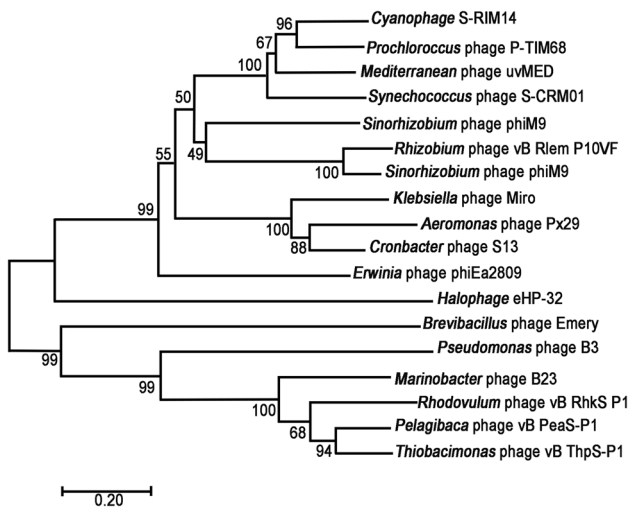 Cyanophage S-RIM14
96
Prochloroccus phage P-TIM68
67
Mediterranean phage uvMED
100
Synechococcus phage S-CRM01
50
Sinorhizobium phage phiM9
49
Rhizobium phage vB Rlem P10VF
55
100
Sinorhizobium phage phiM9
Klebsiella phage Miro
99
100
Aeromonas phage Px29
88
Cronbacter phage S13
Erwinia phage phiEa2809
Halophage eHP-32
Brevibacillus phage Emery
99
Pseudomonas phage B3
99
Marinobacter phage B23
100
Rhodovulum phage vB RhkS P1
68
Pelagibaca phage vB PeaS-P1
94
Thiobacimonas phage vB ThpS-P1
0.20